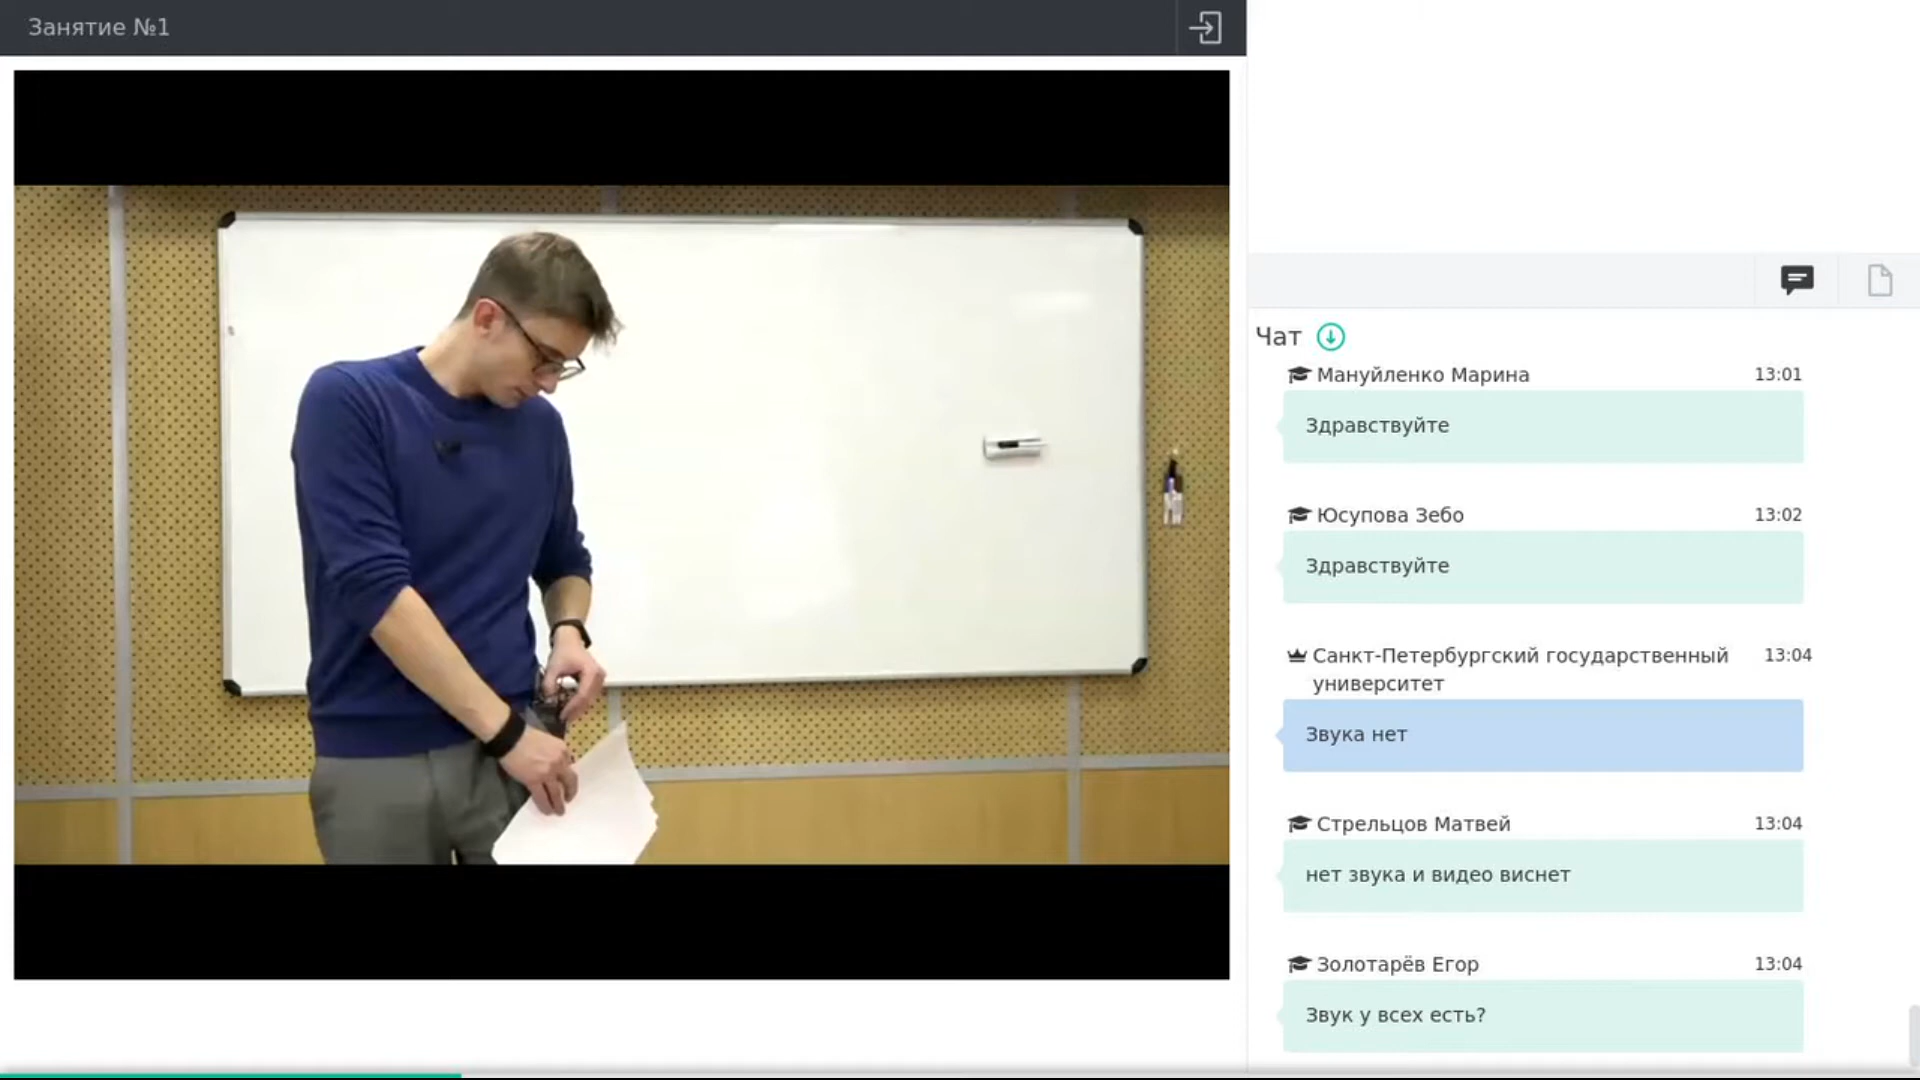 Занятие №1
Чат
Мануйленко Марина 13:01
Здравствуйте
Юсупова Зебо 13:02
Здравствуйте
Санкт-Петербургский государственный 13:04
университет
Звука нет
Стрельцов Матвей 13:04
нет звука и видео виснет
Золотарёв Егор 13:04
Звук у всех есть?